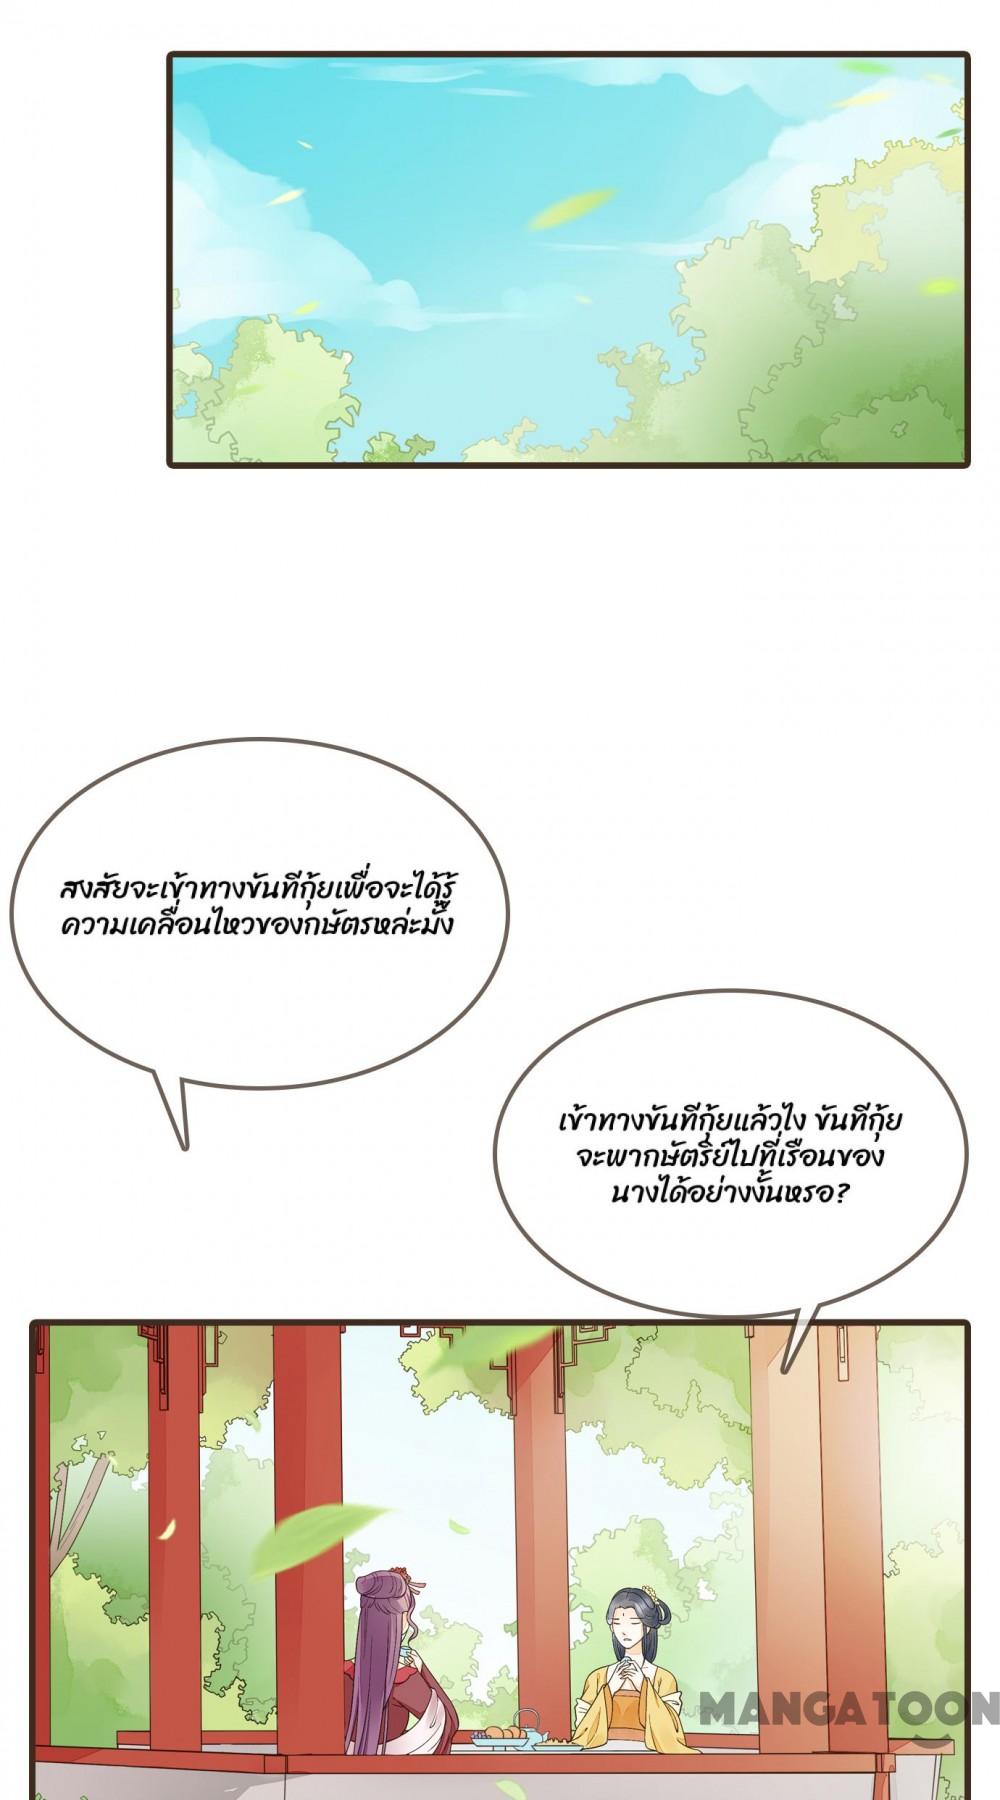 สงสัยจะเข้าทางขันทีกุ้ยเพื่อจะได้รู้
ความเคลื่อนไหวของกษัตรหล่ะมั้ง
เข้าทางขันทีกุ้ยแล้วไง ขันทีกุ้ย
จะพากษัตริย์ไปที่เรือนของ
นางได้อย่างงั้นหรอ?
MANGATOON